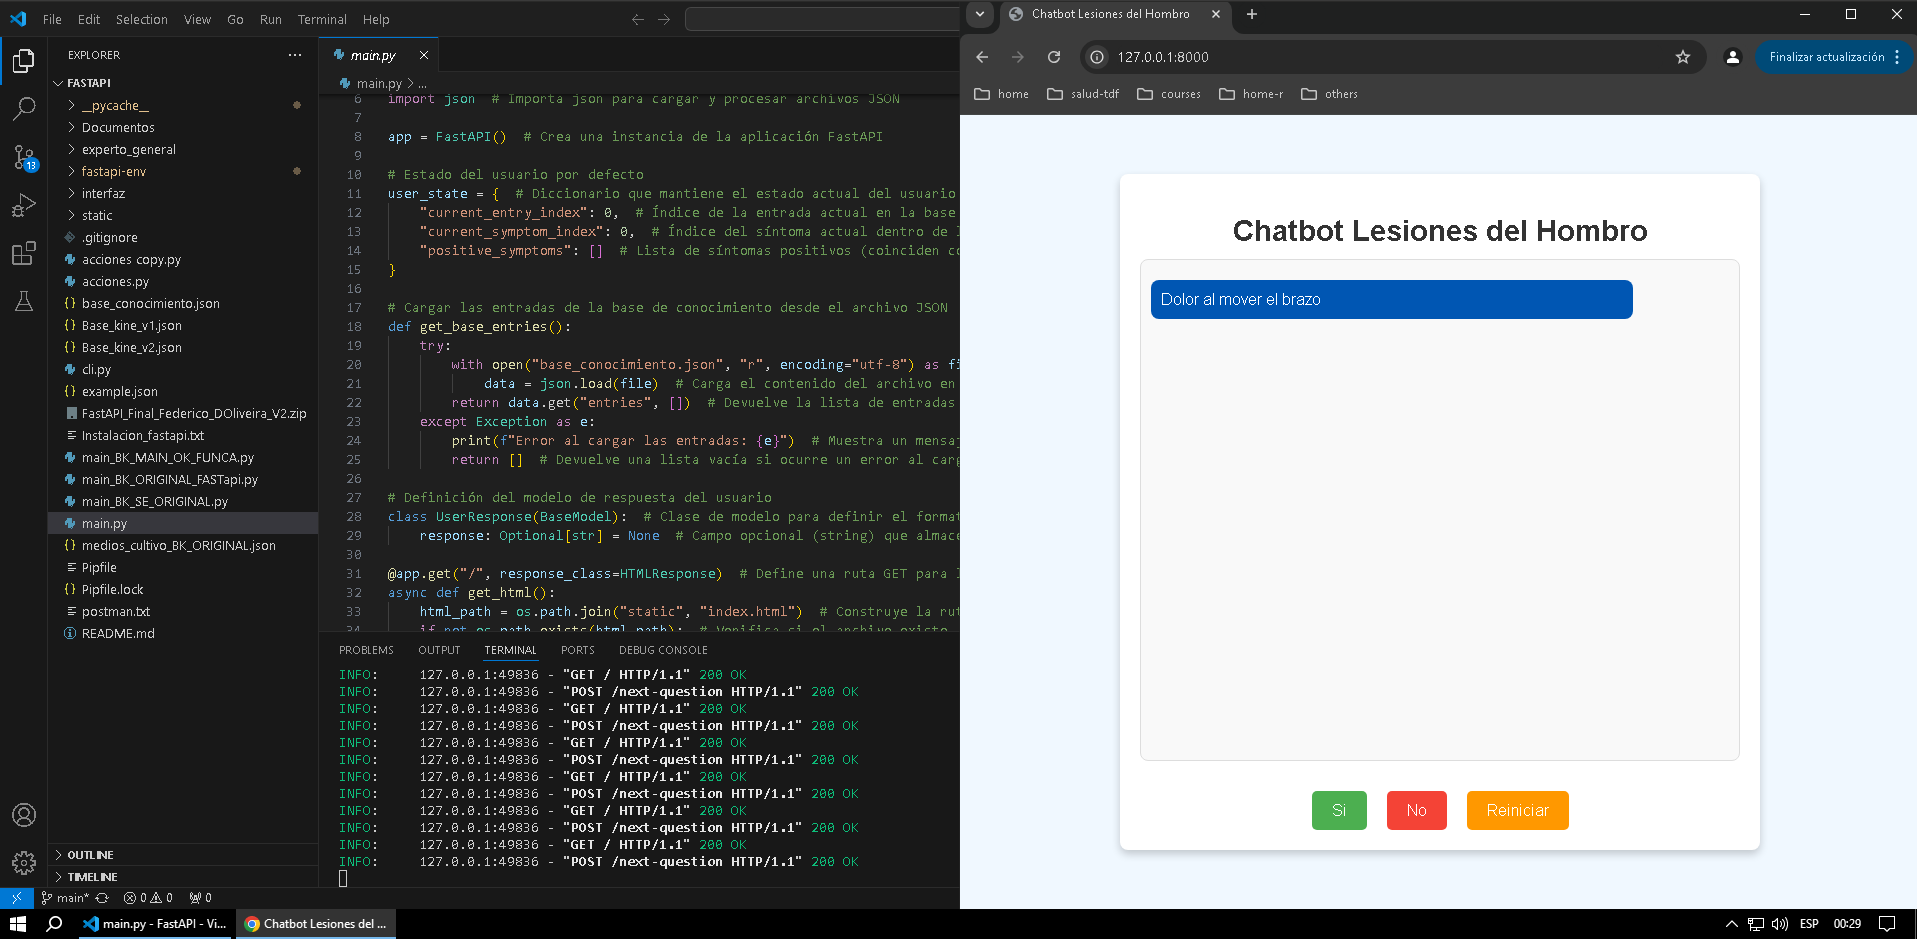 File Edit Selection View Go Run Terminal Help
EXPLORER
FASTAPI
__pycache__
Documentos
experto_general
fastapi-env
interfaz
static
.gitignore
acciones copy.py
acciones.py
base_conocimiento.json
Base_kine_v1.json
Base_kine_v2.json
cli.py
example.json
FastAPI_Final_Federico_DOliveira_V2.zip
Instalacion_fastapi.txt
main_BK_MAIN_OK_FUNCA.py
main_BK_ORIGINAL_FASTapi.py
main_BK_SE_ORIGINAL.py
main.py
medios_cultivo_BK_ORIGINAL.json
Pipfile
Pipfile.lock
postman.txt
README.md
OUTLINE
TIMELINE
13
main.py
main.py > ...
6 import json # Importa json para cargar y procesar archivos JSON
7
8 app = FastAPI() # Crea una instancia de la aplicación FastAPI
9
10 # Estado del usuario por defecto
11 user_state = { # Diccionario que mantiene el estado actual del usuario
12 "current_entry_index": 0, # Índice de la entrada actual en la base
13 "current_symptom_index": 0, # Índice del síntoma actual dentro de l
14 "positive_symptoms": [] # Lista de síntomas positivos (coinciden co
15 }
16
17 # Cargar las entradas de la base de conocimiento desde el archivo JSON
18 def get_base_entries():
19 try:
20 with open("base_conocimiento.json", "r", encoding="utf-8") as fi
21 data = json.load(file) # Carga el contenido del archivo en
22 return data.get("entries", []) # Devuelve la lista de entradas
23 except Exception as e:
24 print(f"Error al cargar las entradas: {e}") # Muestra un mensaj
25 return [] # Devuelve una lista vacía si ocurre un error al carg
26
27 # Definición del modelo de respuesta del usuario
28 class UserResponse(BaseModel): # Clase de modelo para definir el format
29 response: Optional[str] = None # Campo opcional (string) que almace
30
31 @app.get("/", response_class=HTMLResponse) # Define una ruta GET para l
32 async def get_html():
33 html_path = os.path.join("static", "index.html") # Construye la rut
34 if not os.path.exists(html_path): # Verifica si el archivo existe
PROBLEMS OUTPUT TERMINAL PORTS DEBUG CONSOLE
INFO: 127.0.0.1:49836 - "GET / HTTP/1.1" 200 OK
INFO: 127.0.0.1:49836 - "POST /next-question HTTP/1.1" 200 OK
INFO: 127.0.0.1:49836 - "GET / HTTP/1.1" 200 OK
INFO: 127.0.0.1:49836 - "POST /next-question HTTP/1.1" 200 OK
INFO: 127.0.0.1:49836 - "GET / HTTP/1.1" 200 OK
INFO: 127.0.0.1:49836 - "POST /next-question HTTP/1.1" 200 OK
INFO: 127.0.0.1:49836 - "GET / HTTP/1.1" 200 OK
INFO: 127.0.0.1:49836 - "POST /next-question HTTP/1.1" 200 OK
INFO: 127.0.0.1:49836 - "GET / HTTP/1.1" 200 OK
INFO: 127.0.0.1:49836 - "POST /next-question HTTP/1.1" 200 OK
INFO: 127.0.0.1:49836 - "GET / HTTP/1.1" 200 OK
INFO: 127.0.0.1:49836 - "POST /next-question HTTP/1.1" 200 OK
main* 0 0 0
Chatbot Lesiones del Hombro
127.0.0.1:8000
Finalizar actualización
home salud-tdf courses home-r others
Chatbot Lesiones del Hombro
Dolor al mover el brazo
Si No Reiniciar
main.py - FastAPI - Vi...
Chatbot Lesiones del ...
ESP 00:29